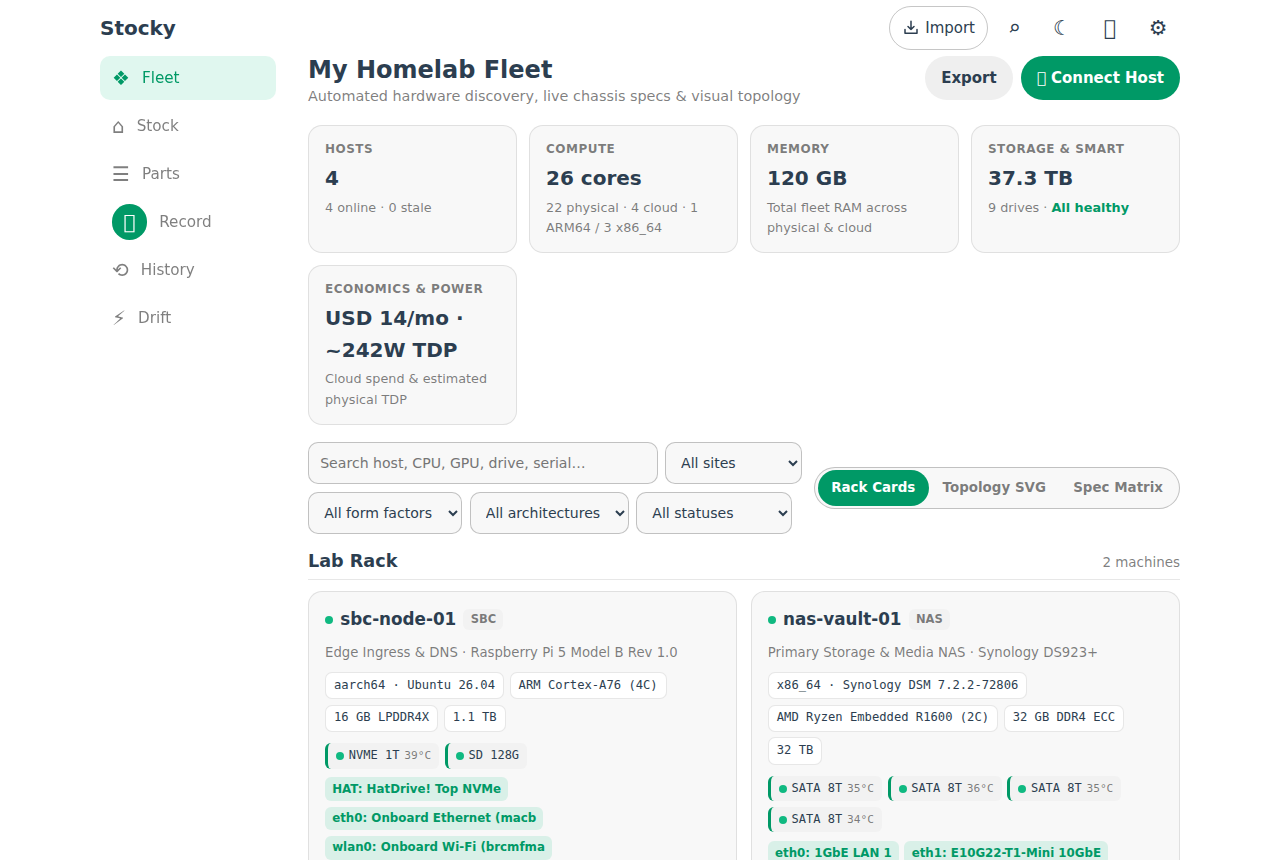 Stocky
Import
Fleet
Stock
Parts
Record
History
Drift
My Homelab Fleet
Automated hardware discovery, live chassis specs & visual topology
Export
Connect Host
HOSTS
4
4 online · 0 stale
COMPUTE
26 cores
22 physical · 4 cloud · 1
ARM64 / 3 x86_64
MEMORY
120 GB
Total fleet RAM across
physical & cloud
STORAGE & SMART
37.3 TB
9 drives · All healthy
ECONOMICS & POWER
USD 14/mo ·
~242W TDP
Cloud spend & estimated
physical TDP
Search host, CPU, GPU, drive, serial...
All sites
All form factors
All architectures
All statuses
Rack Cards
Topology SVG
Spec Matrix
Lab Rack
2 machines
sbc-node-01 SBC
Edge Ingress & DNS · Raspberry Pi 5 Model B Rev 1.0
aarch64 · Ubuntu 26.04
ARM Cortex-A76 (4C)
16 GB LPDDR4X
1.1 TB
NVME 1T 39°C
SD 128G
HAT: HatDrive! Top NVMe
eth0: Onboard Ethernet (macb
wlan0: Onboard Wi-Fi (brcmfma
nas-vault-01 NAS
Primary Storage & Media NAS · Synology DS923+
x86_64 · Synology DSM 7.2.2-72806
AMD Ryzen Embedded R1600 (2C)
32 GB DDR4 ECC
32 TB
SATA 8T 35°C
SATA 8T 36°C
SATA 8T 35°C
SATA 8T 34°C
eth0: 1GbE LAN 1
eth1: E10G22-T1-Mini 10GbE